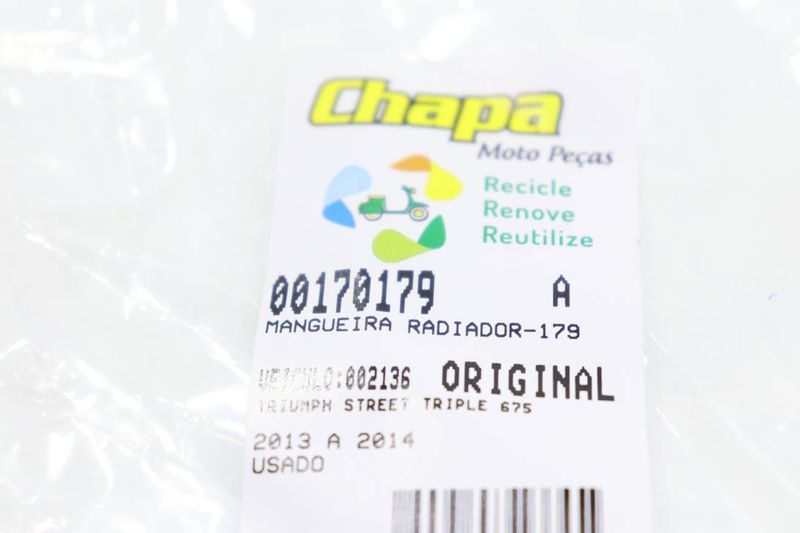 Chapa
Moto Peças
Recicle
Renove
Reutilize
00170179 A
MANGUEIRA RADIADOR-179
VEICULO:002136 ORIGINAL
TRIUMPH STREET TRIPLE 675
2013 A 2014
USADO